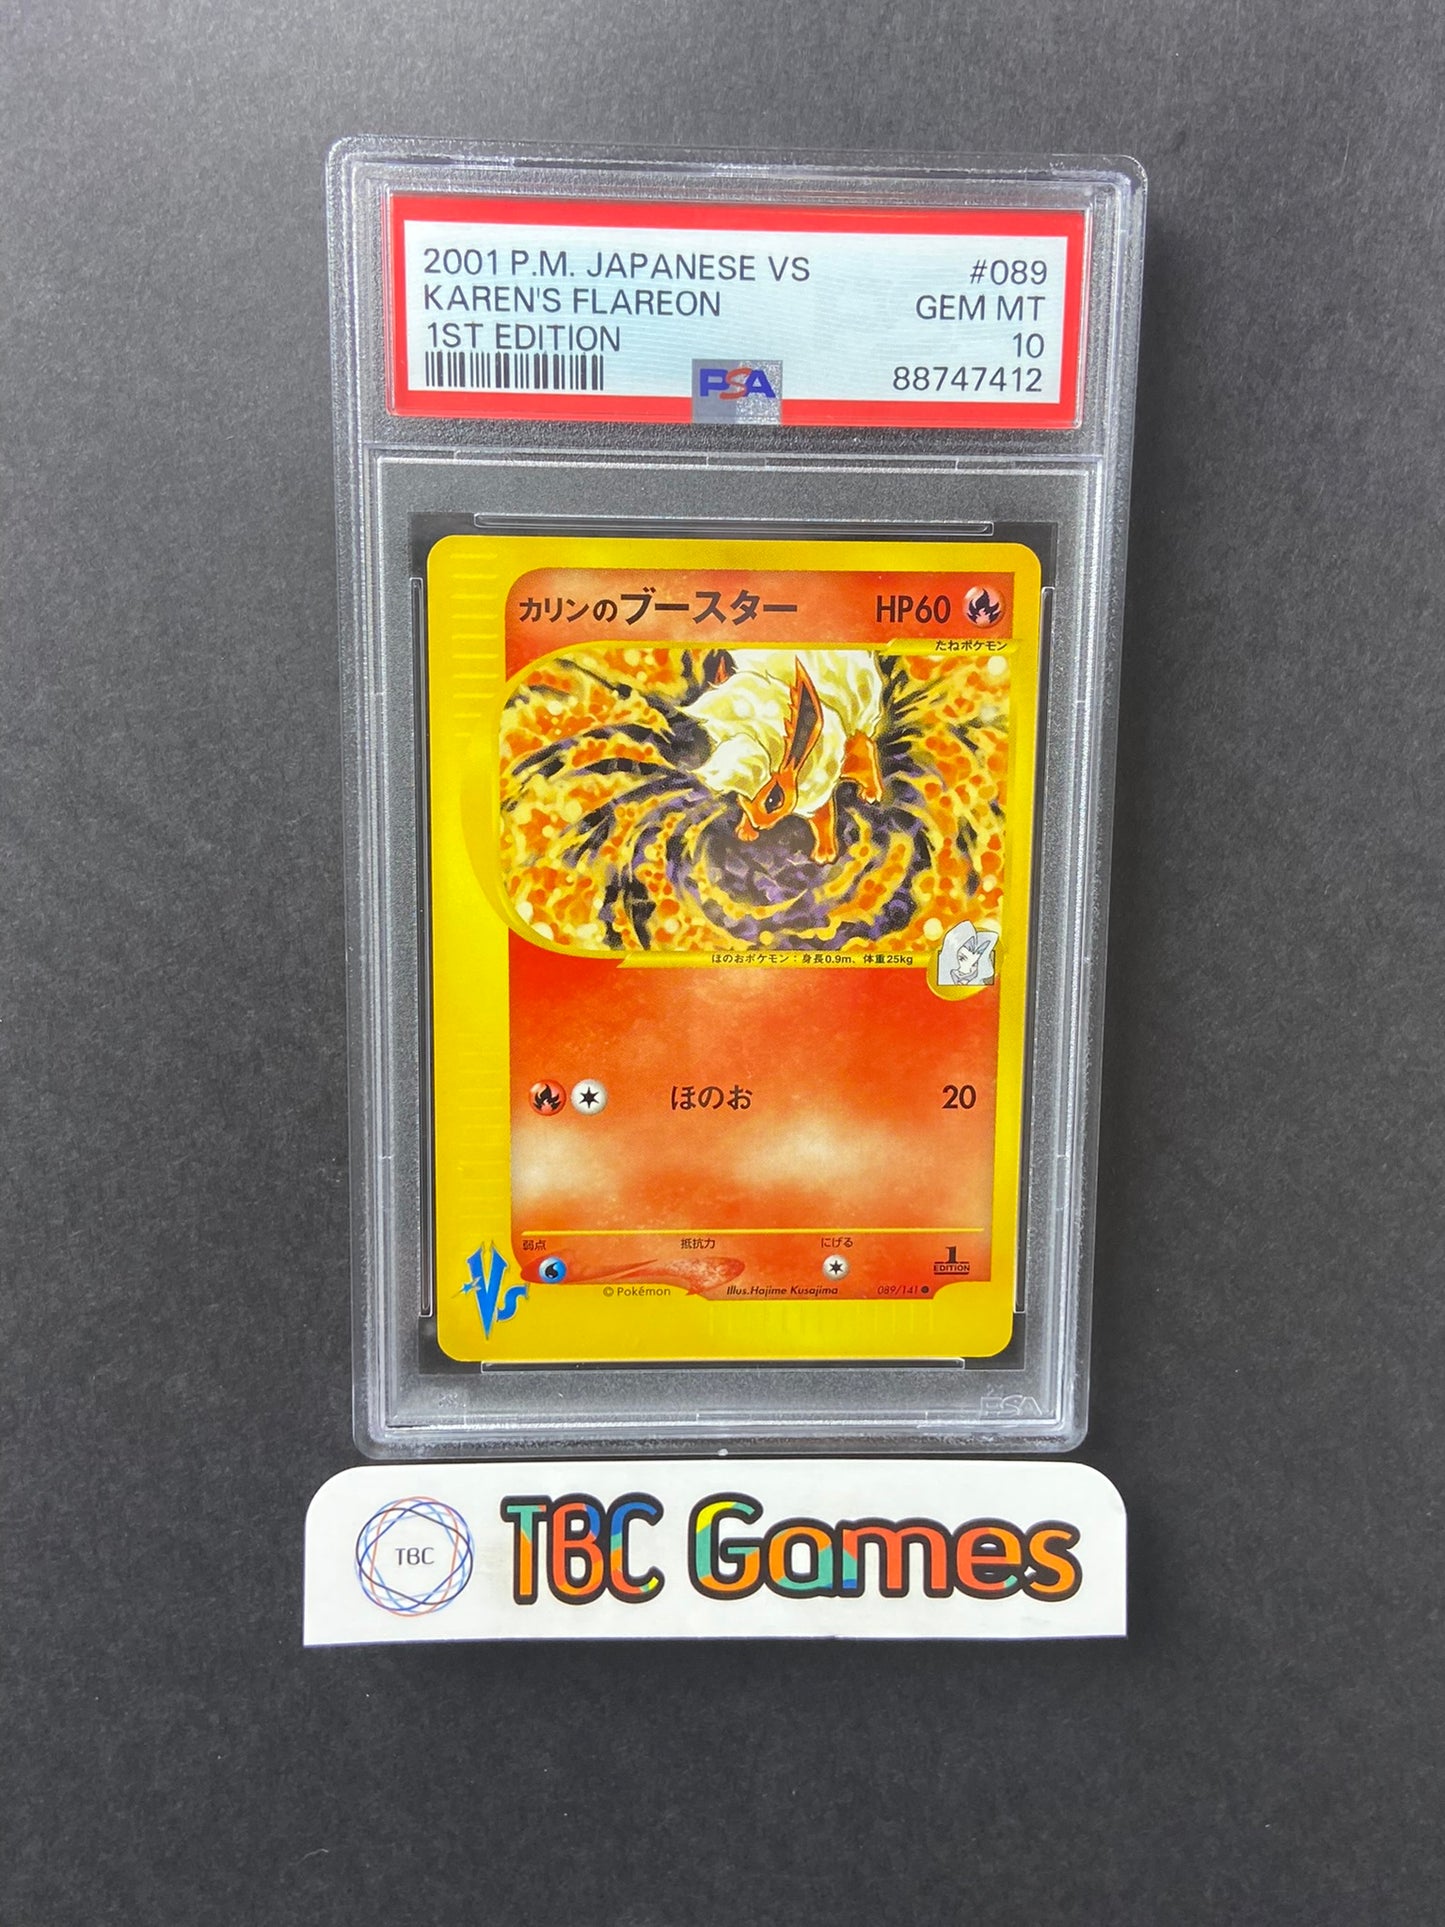 2001 P.M. JAPANESE VS #089
KAREN'S FLAREON GEM MT
1ST EDITION 10
PSA 88747412
カリンのブースター HP60
たねポケモン
ほのおポケモン：身長0.9m、体重25kg
ほのお 20
弱点 抵抗力 にげる
1
EDITION
VS
© Pokémon Illus.Hajime Kusajima 089/141 ●
PSA
TBC TBC Games